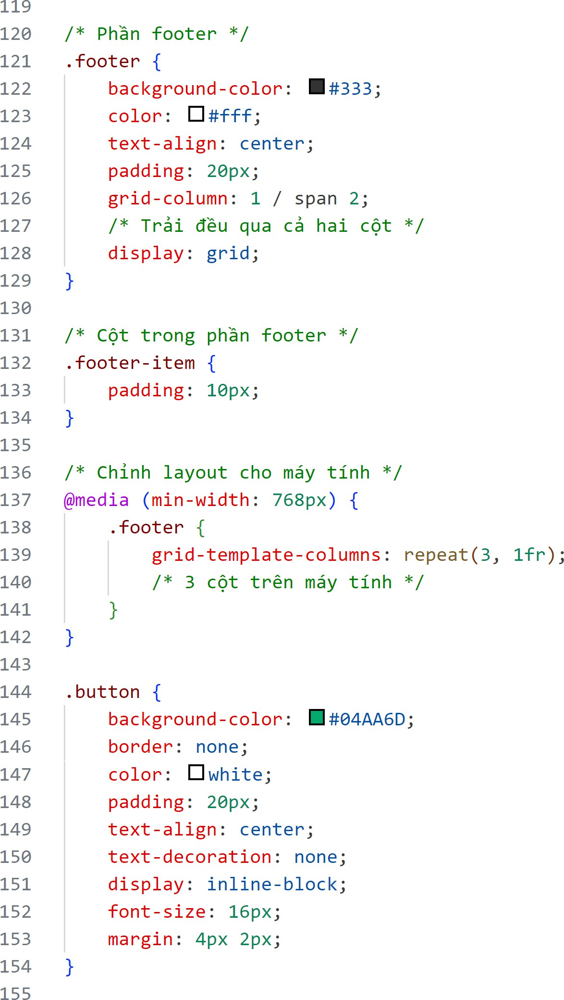 119
120 /* Phần footer */
121 .footer {
122 background-color: #333;
123 color: #fff;
124 text-align: center;
125 padding: 20px;
126 grid-column: 1 / span 2;
127 /* Trải đều qua cả hai cột */
128 display: grid;
129 }
130
131 /* Cột trong phần footer */
132 .footer-item {
133 padding: 10px;
134 }
135
136 /* Chỉnh layout cho máy tính */
137 @media (min-width: 768px) {
138 .footer {
139 grid-template-columns: repeat(3, 1fr);
140 /* 3 cột trên máy tính */
141 }
142 }
143
144 .button {
145 background-color: #04AA6D;
146 border: none;
147 color: white;
148 padding: 20px;
149 text-align: center;
150 text-decoration: none;
151 display: inline-block;
152 font-size: 16px;
153 margin: 4px 2px;
154 }
155